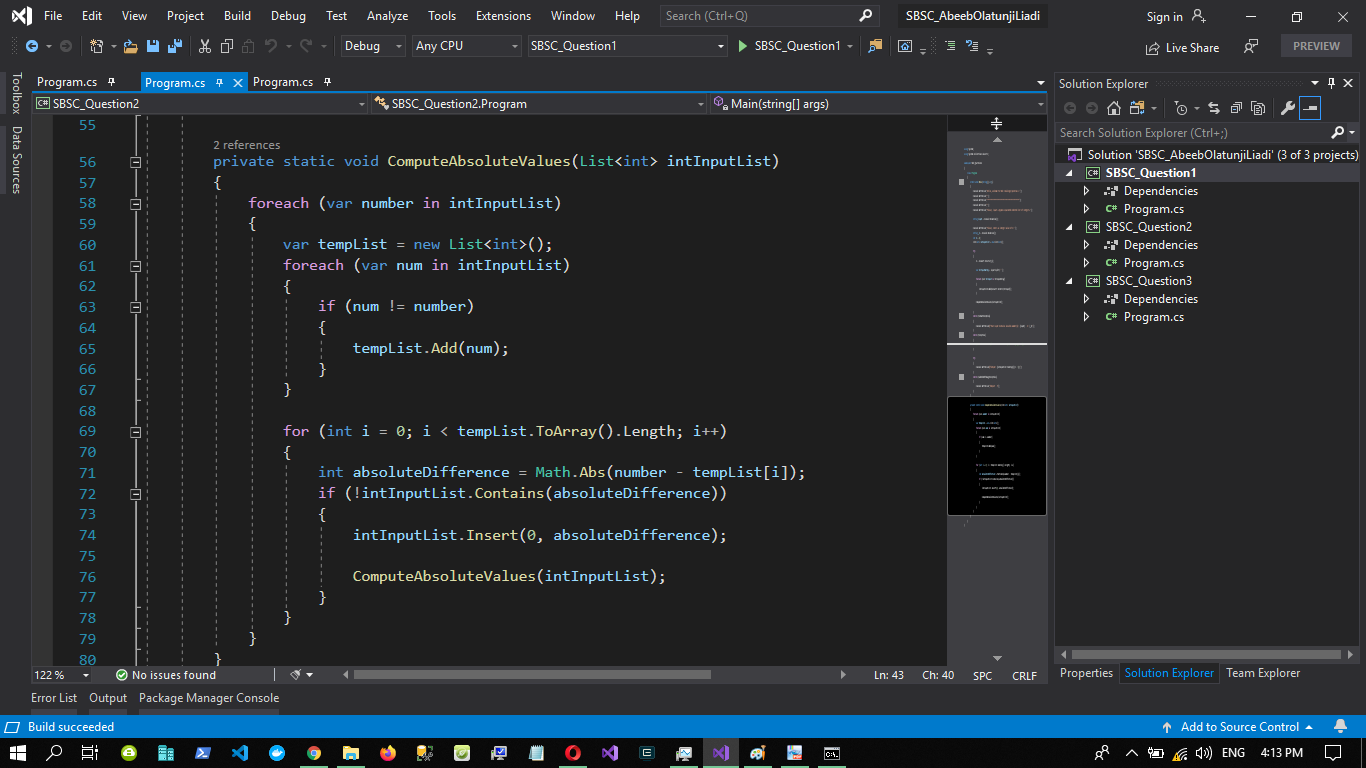 File Edit View Project Build Debug Test Analyze Tools Extensions Window Help Search (Ctrl+Q) SBSC_AbeebOlatunjiLiadi Sign in
Debug Any CPU SBSC_Question1 SBSC_Question1 Live Share PREVIEW
Toolbox
Data Sources
Program.cs Program.cs Program.cs
SBSC_Question2 SBSC_Question2.Program Main(string[] args)
55
2 references
56 private static void ComputeAbsoluteValues(List<int> intInputList)
57 {
58 foreach (var number in intInputList)
59 {
60 var tempList = new List<int>();
61 foreach (var num in intInputList)
62 {
63 if (num != number)
64 {
65 tempList.Add(num);
66 }
67 }
68
69 for (int i = 0; i < tempList.ToArray().Length; i++)
70 {
71 int absoluteDifference = Math.Abs(number - tempList[i]);
72 if (!intInputList.Contains(absoluteDifference))
73 {
74 intInputList.Insert(0, absoluteDifference);
75
76 ComputeAbsoluteValues(intInputList);
77 }
78 }
79 }
80 }
122 % No issues found Ln: 43 Ch: 40 SPC CRLF
Solution Explorer
Search Solution Explorer (Ctrl+;)
Solution 'SBSC_AbeebOlatunjiLiadi' (3 of 3 projects)
C# SBSC_Question1
Dependencies
C# Program.cs
C# SBSC_Question2
Dependencies
C# Program.cs
C# SBSC_Question3
Dependencies
C# Program.cs
Properties Solution Explorer Team Explorer
Error List Output Package Manager Console
Build succeeded Add to Source Control
ENG 4:13 PM